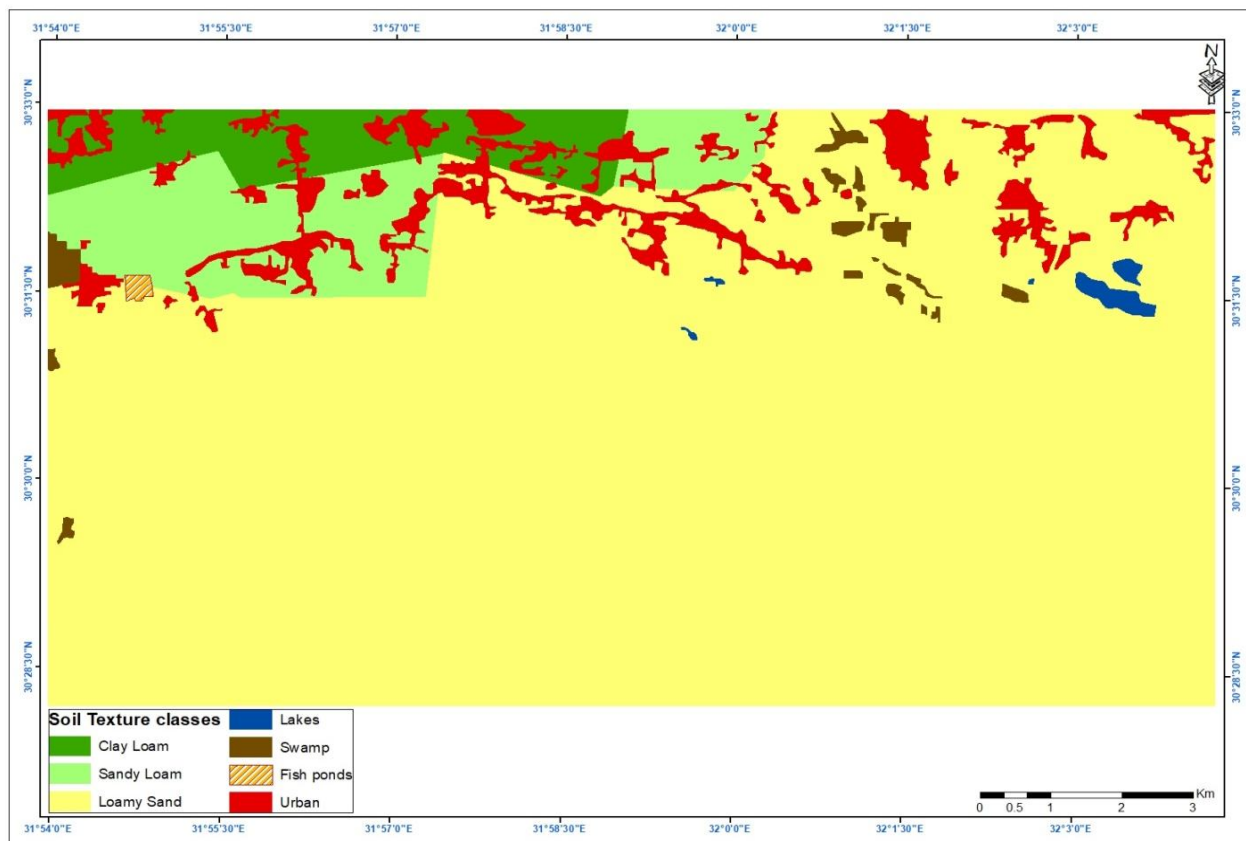 31°54'0"E 31°55'30"E 31°57'0"E 31°58'30"E 32°0'0"E 32°1'30"E 32°3'0"E
N
30°33'0"N 30°33'0"N
30°31'30"N 30°31'30"N
30°30'0"N 30°30'0"N
30°28'30"N 30°28'30"N
Soil Texture classes Lakes
Clay Loam Swamp
Sandy Loam Fish ponds
Loamy Sand Urban
Km
0 0.5 1 2 3
31°54'0"E 31°55'30"E 31°57'0"E 31°58'30"E 32°0'0"E 32°1'30"E 32°3'0"E